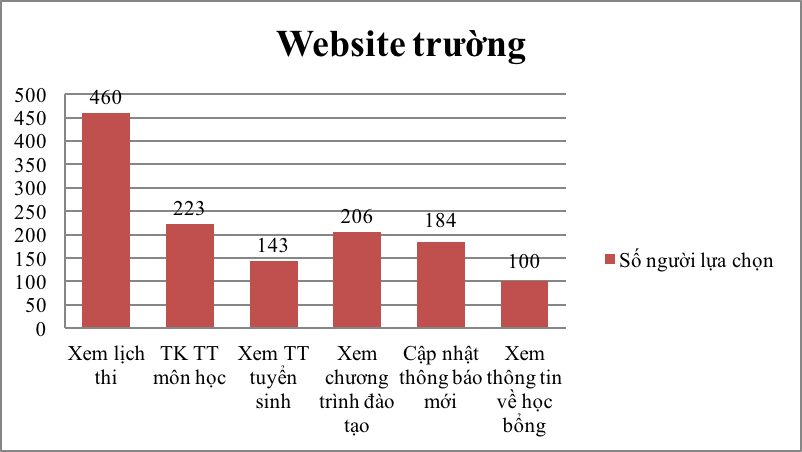 Website trường
500
450
400
350
300
250
200
150
100
50
0
460
223
143
206
184
100
Xem lịch
thi
TK TT
môn học
Xem TT
tuyển
sinh
Xem
chương
trình đào
tạo
Cập nhật
thông báo
mới
Xem
thông tin
về học
bổng
Số người lựa chọn